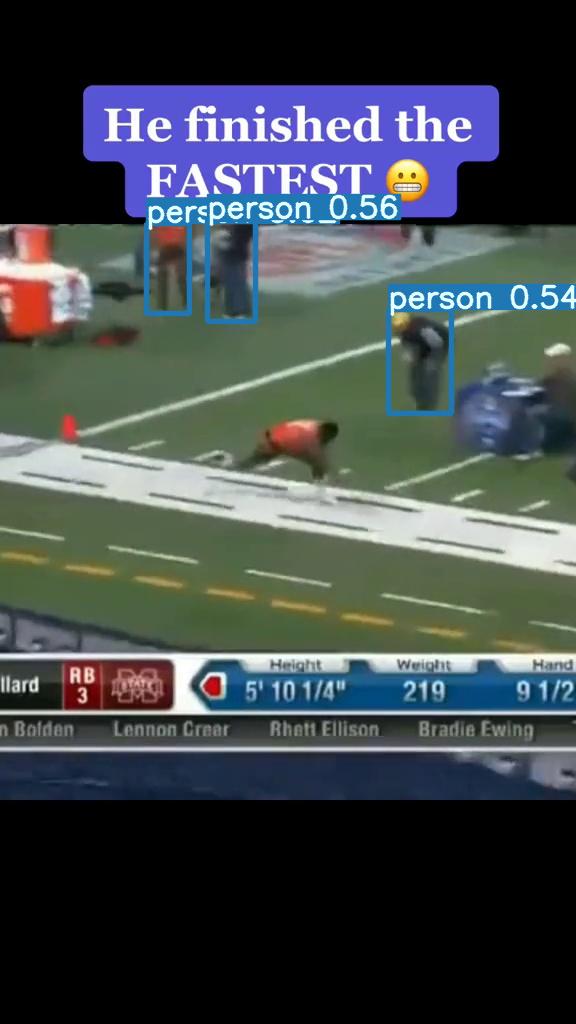 He finished the
FASTEST 😬
person 0.56
person 0.54
Height Weight Hand
llard RB 3 STATE 5' 10 1/4" 219 9 1/2
n Bolden Lennon Creer Rhett Ellison Bradie Ewing